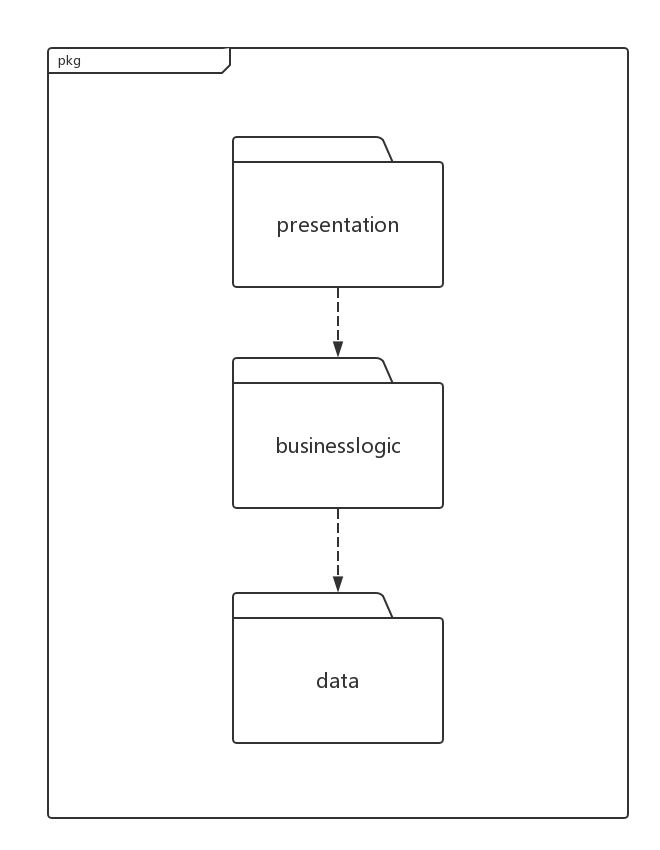 pkg
presentation
businesslogic
data